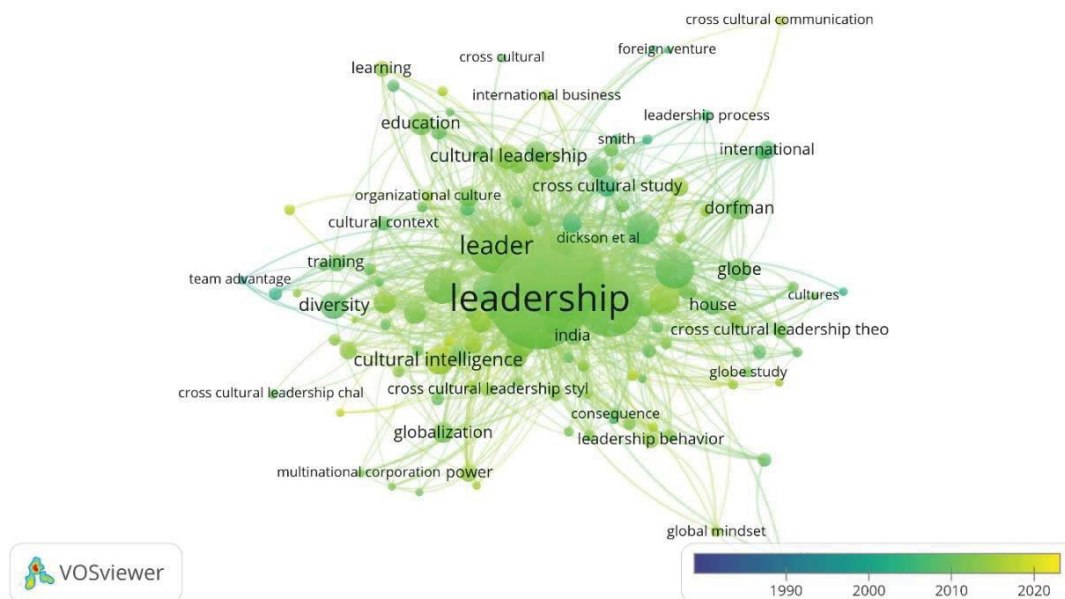 cross cultural communication
foreign venture
cross cultural
learning
international business
leadership process
education
smith
international
cultural leadership
cross cultural study
organizational culture
dorfman
cultural context
dickson et al
leader
training
globe
team advantage
leadership
cultures
diversity
house
cross cultural leadership theo
india
cultural intelligence
globe study
cross cultural leadership chal
cross cultural leadership styl
consequence
globalization
leadership behavior
multinational corporation
power
global mindset
VOSviewer
1990
2000
2010
2020